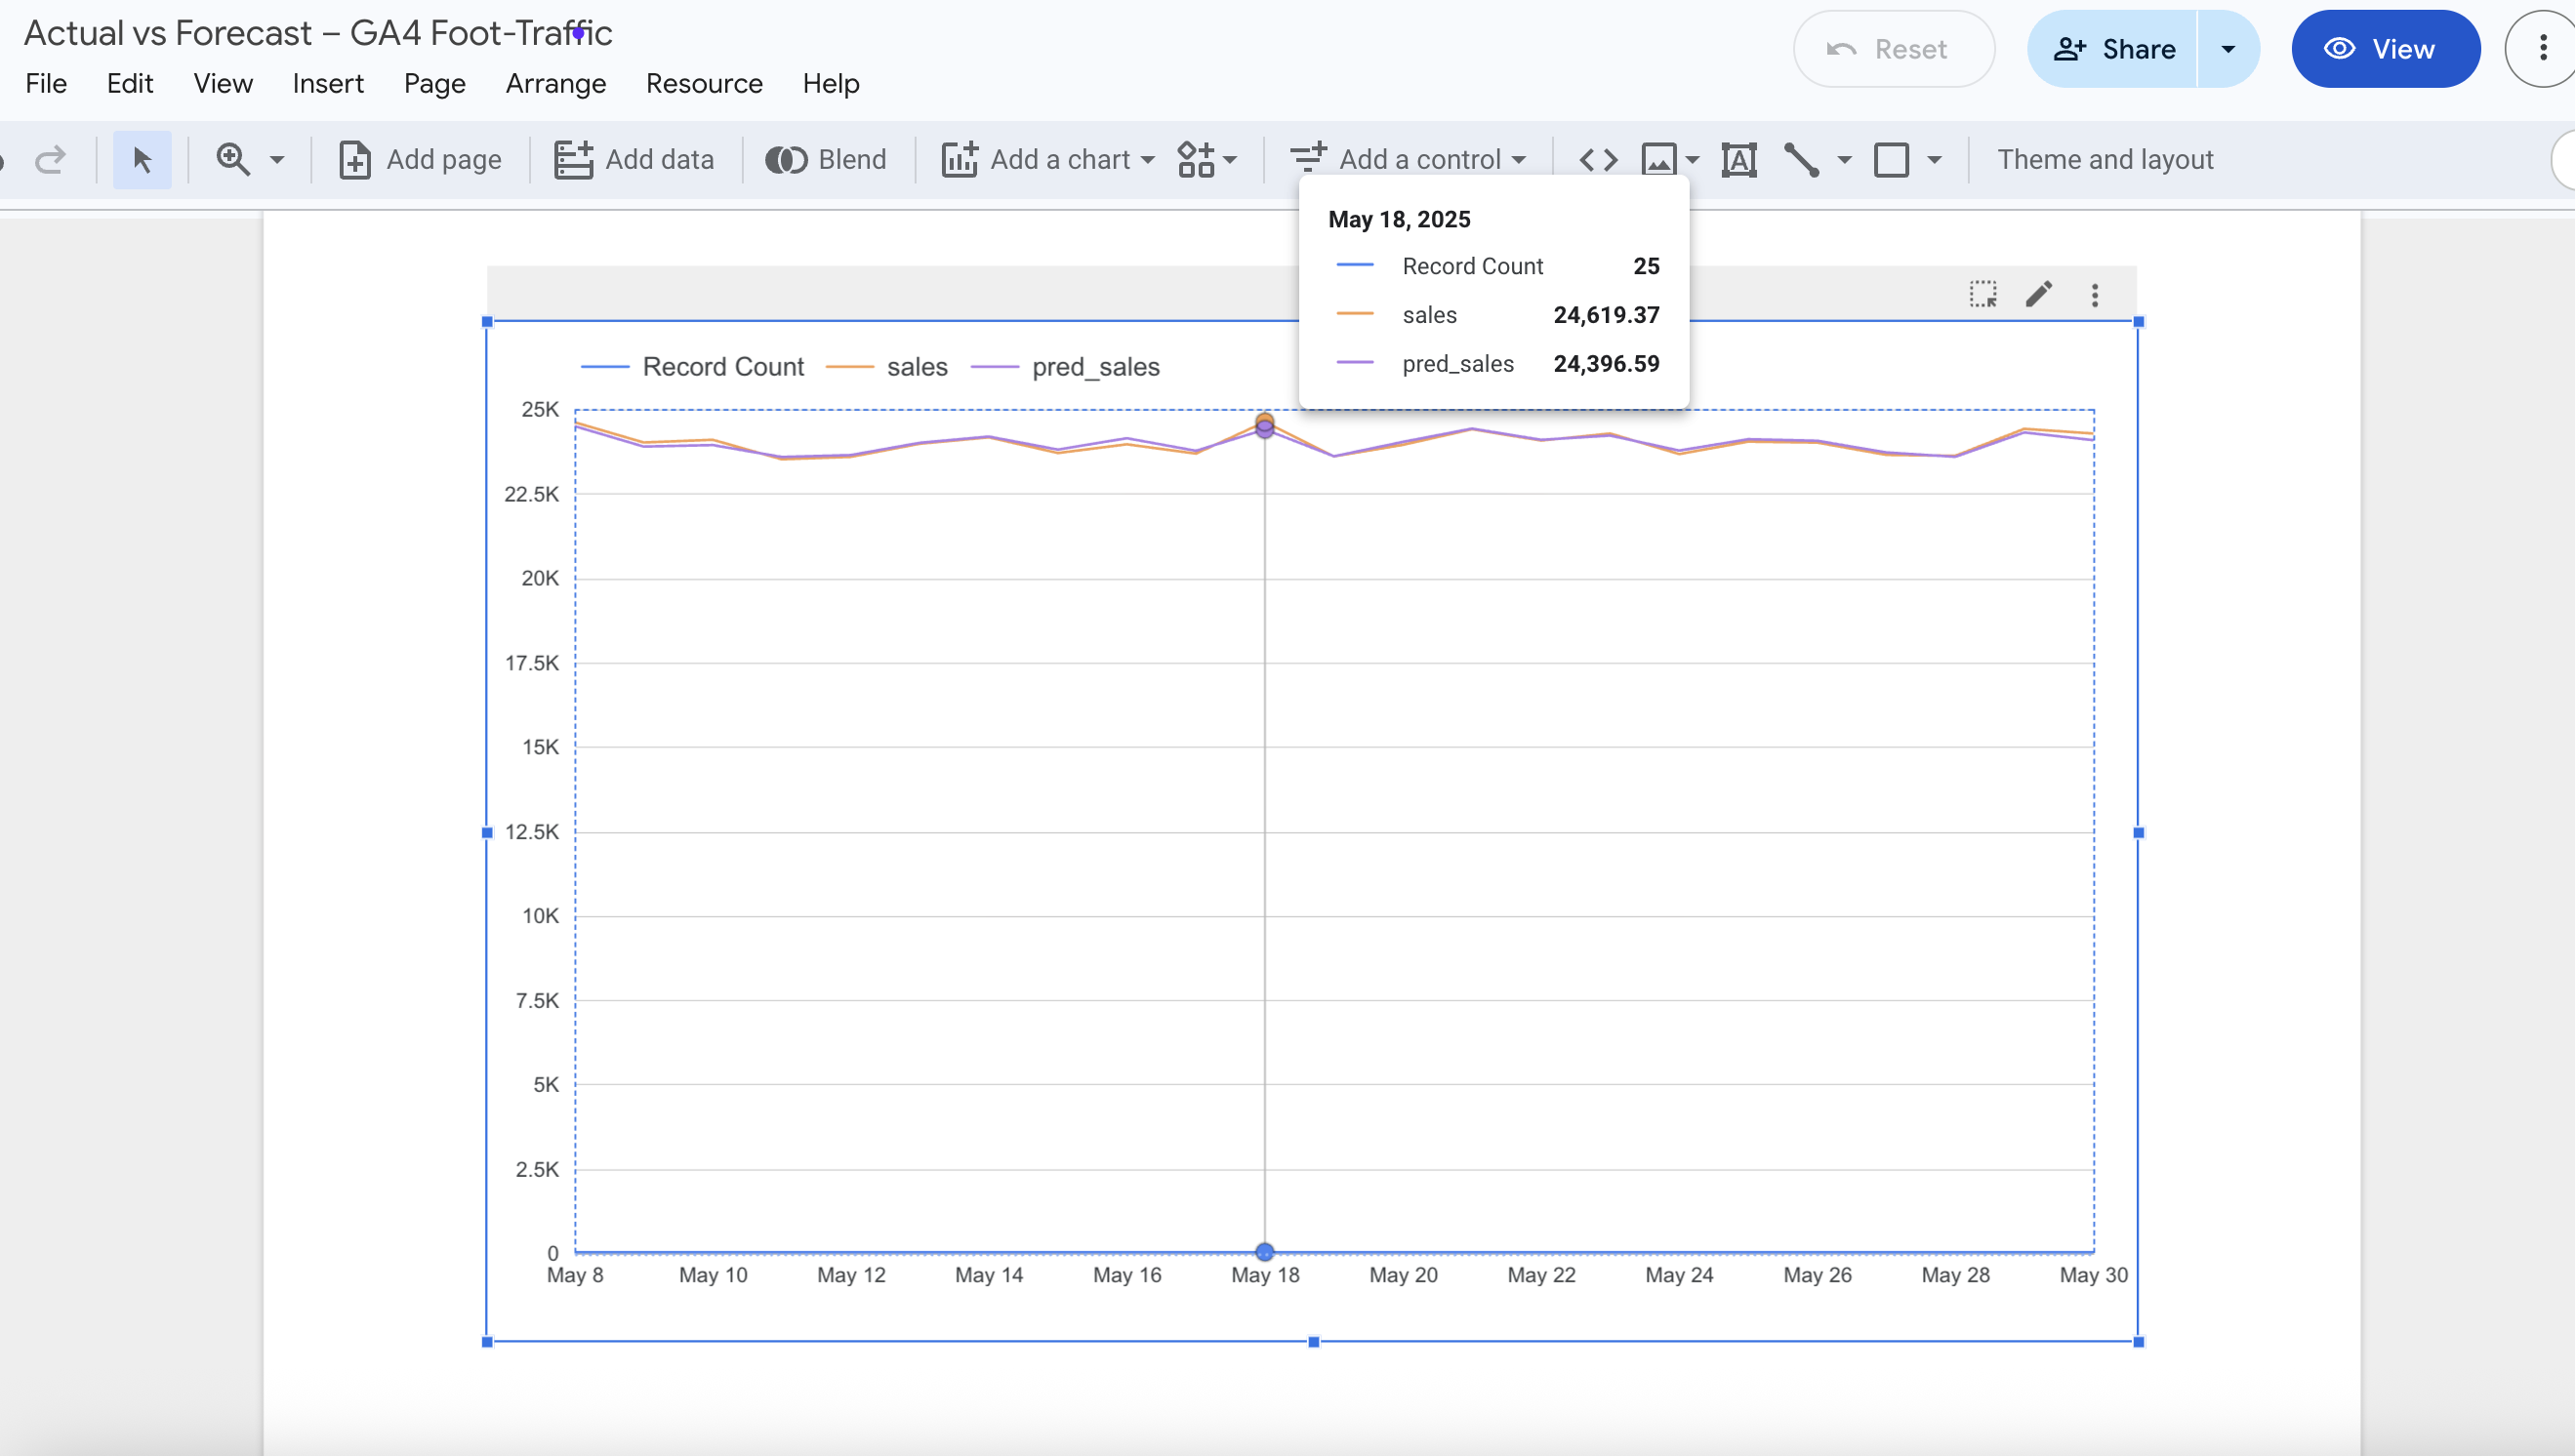 Actual vs Forecast – GA4 Foot-Traffic
Reset
Share
View
File Edit View Insert Page Arrange Resource Help
Add page
Add data
Blend
Add a chart
Add a control
Theme and layout
May 18, 2025
Record Count 25
sales 24,619.37
pred_sales 24,396.59
Record Count sales pred_sales
25K
22.5K
20K
17.5K
15K
12.5K
10K
7.5K
5K
2.5K
0
May 8 May 10 May 12 May 14 May 16 May 18 May 20 May 22 May 24 May 26 May 28 May 30